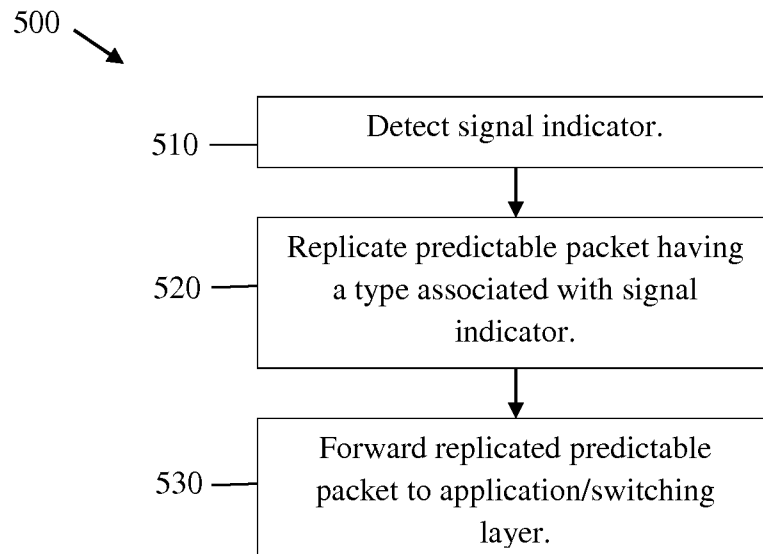 500
510
Detect signal indicator.
520
Replicate predictable packet having
a type associated with signal
indicator.
530
Forward replicated predictable
packet to application/switching
layer.